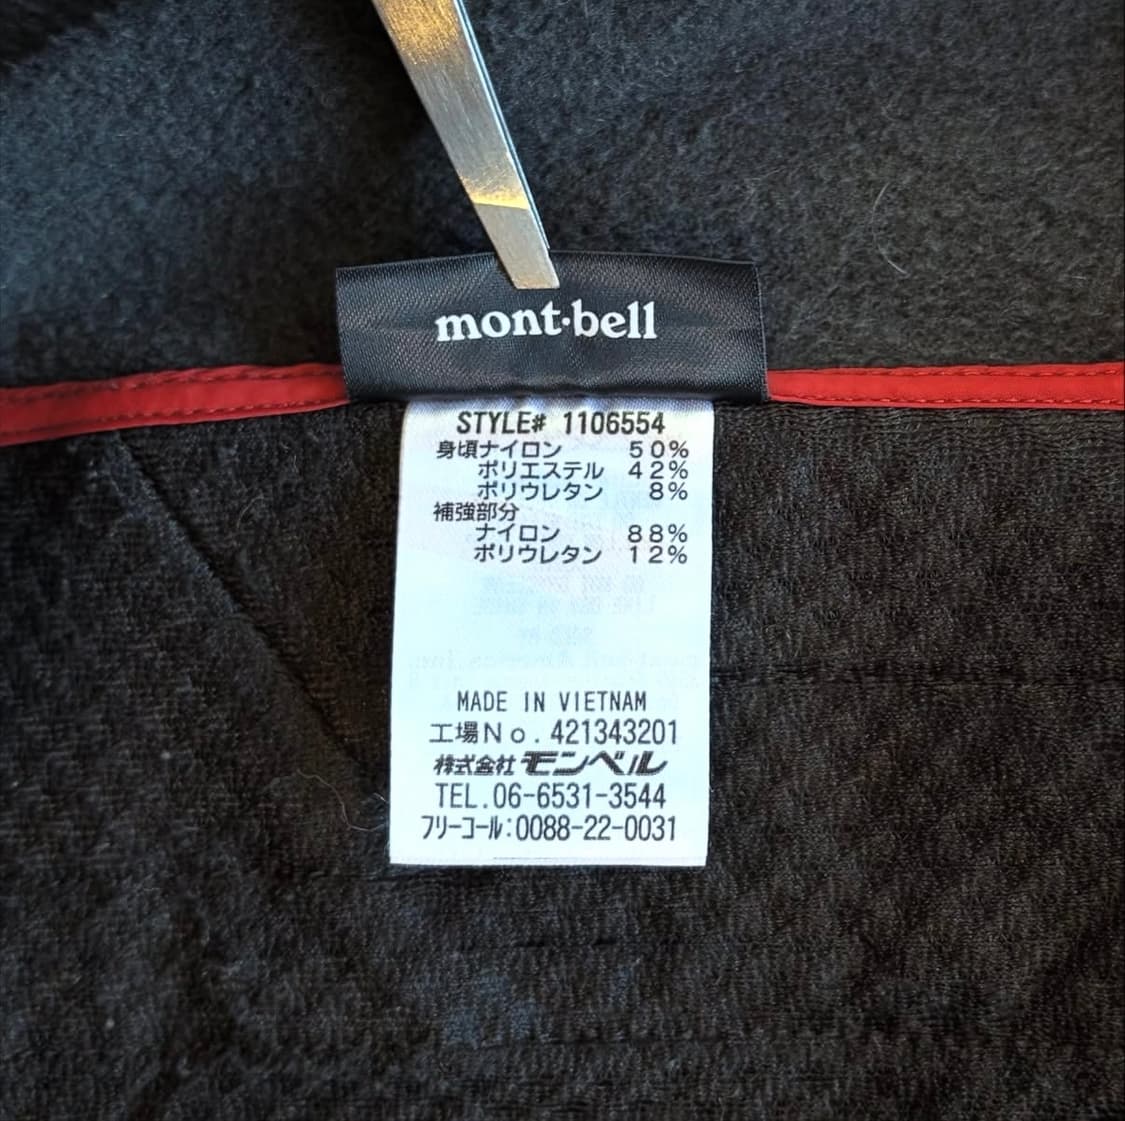 mont·bell
STYLE# 1106554
身頃ナイロン 50%
ポリエステル 42%
ポリウレタン 8%
補強部分
ナイロン 88%
ポリウレタン 12%
MADE IN VIETNAM
工場No.421343201
株式会社モンベル
TEL.06-6531-3544
フリーコール:0088-22-0031